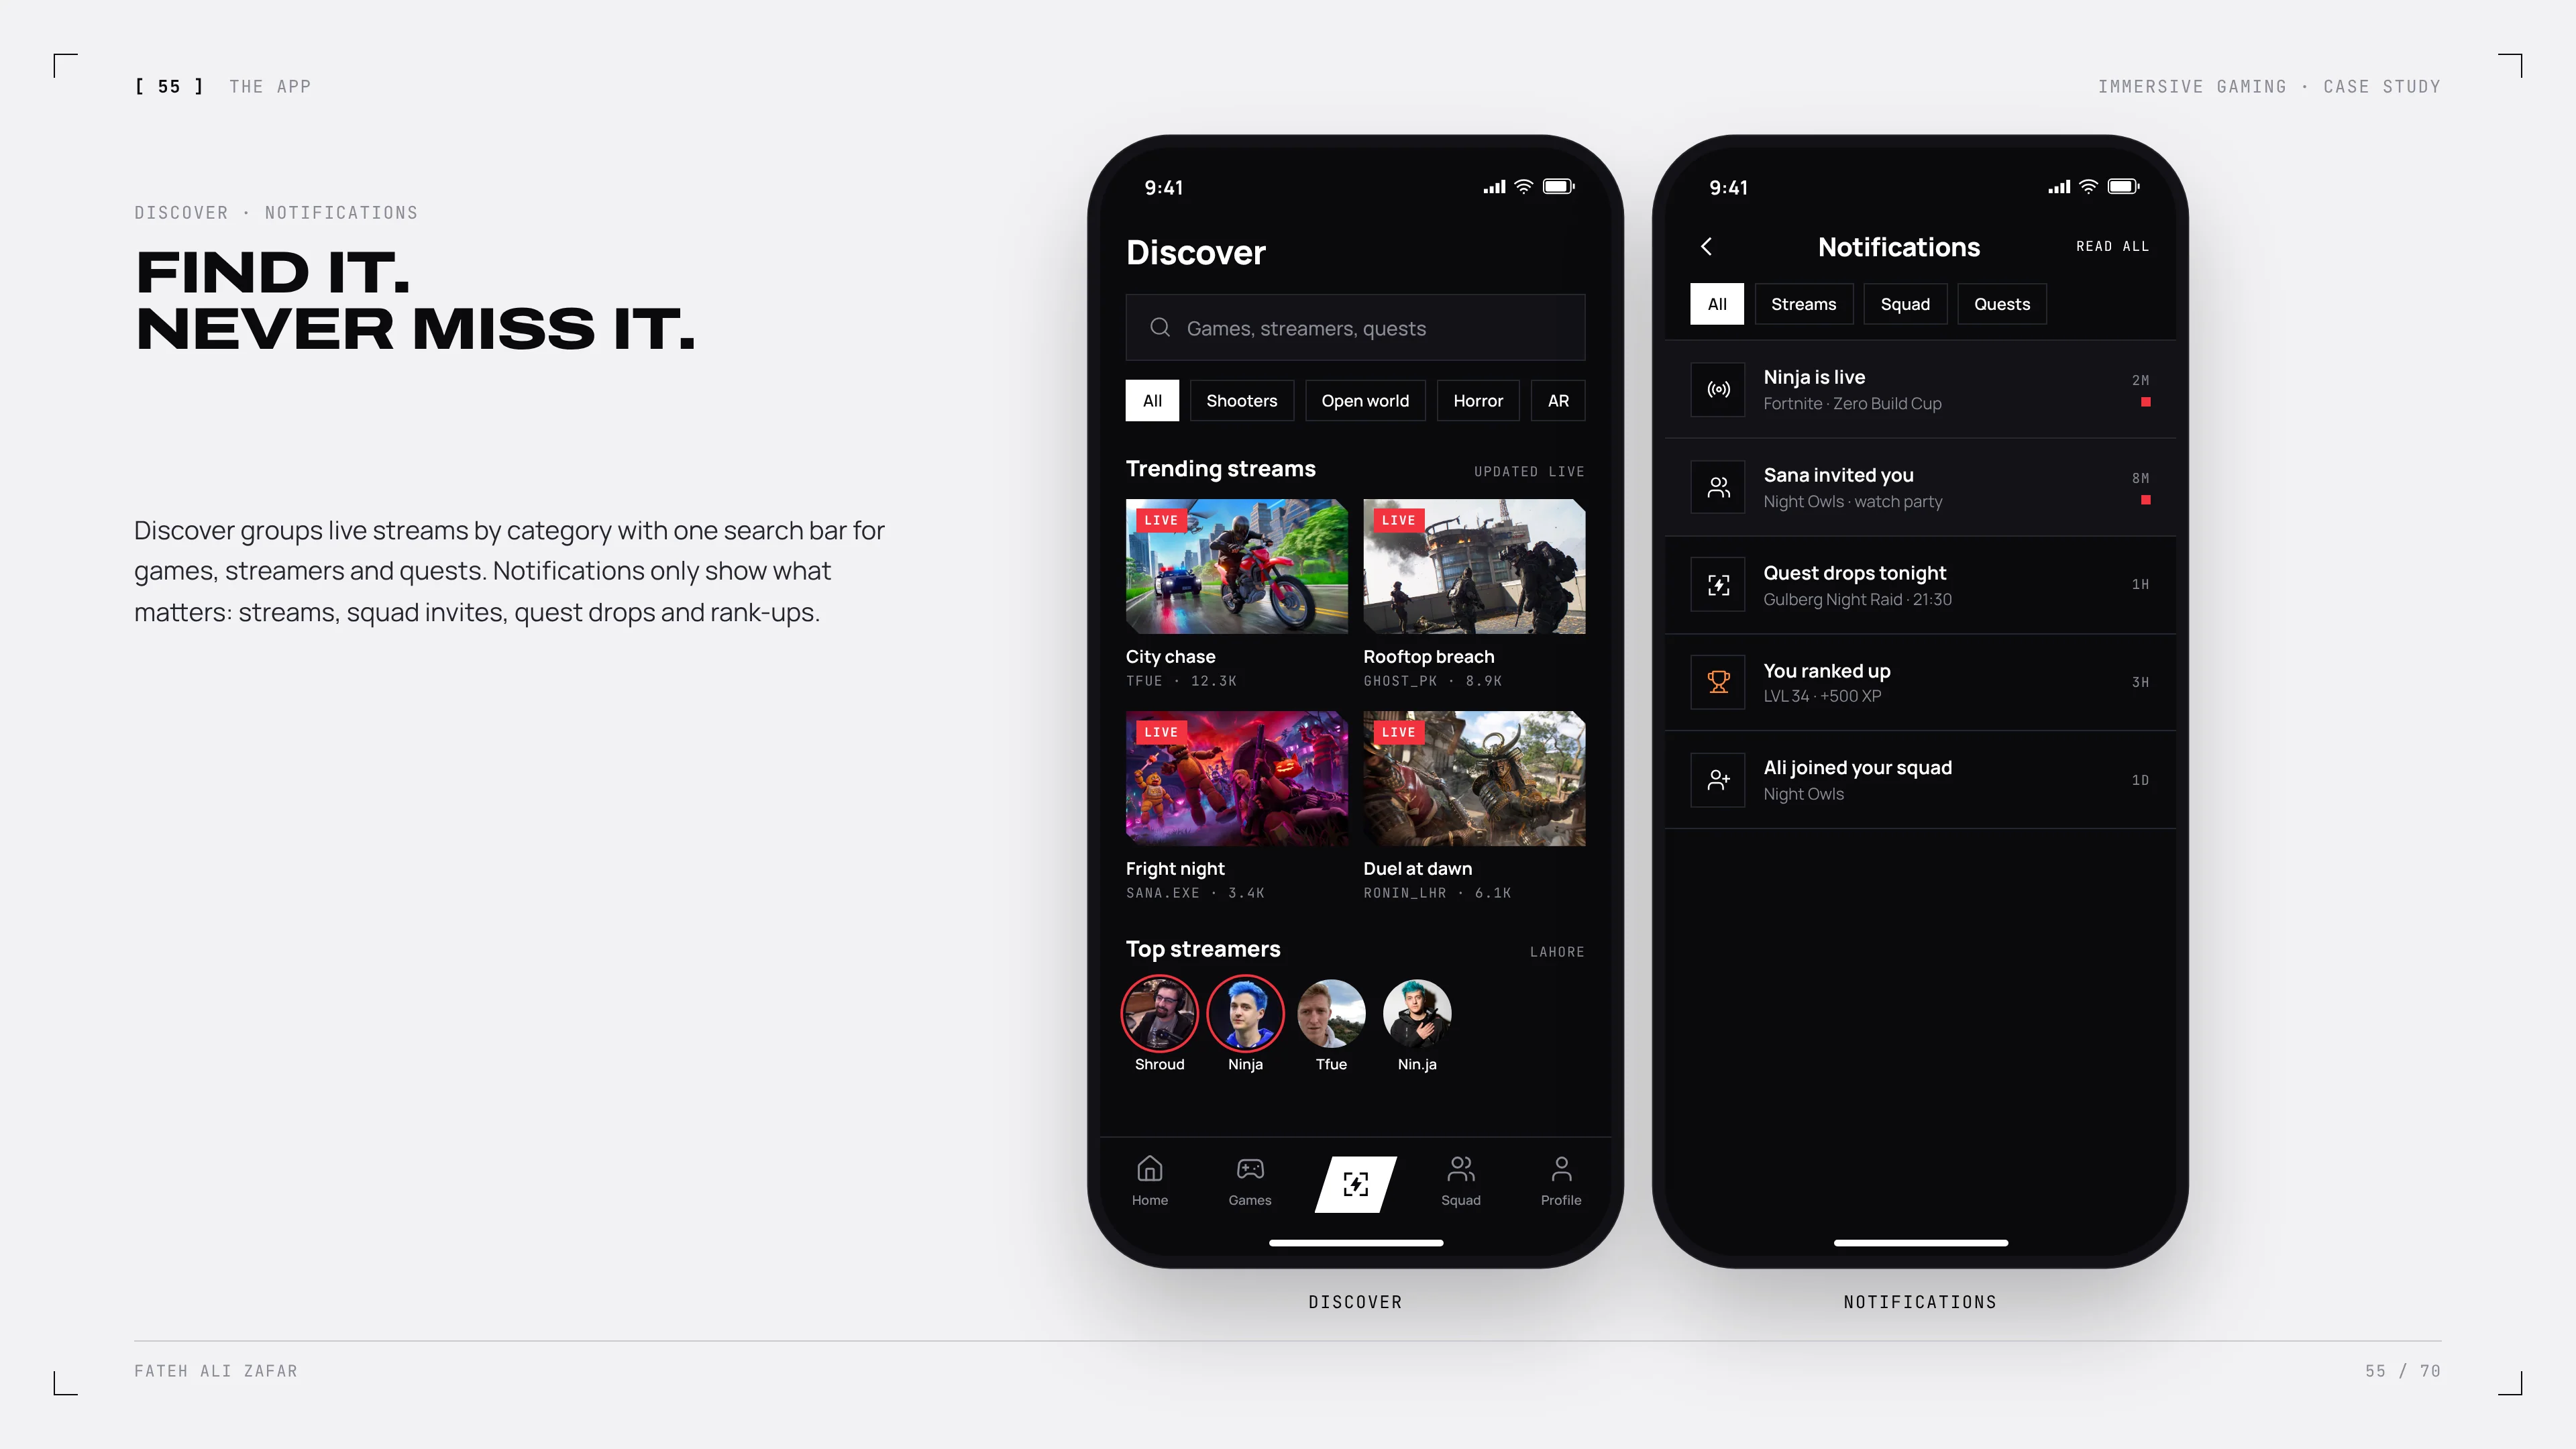 [ 55 ] THE APP
IMMERSIVE GAMING · CASE STUDY
DISCOVER · NOTIFICATIONS
FIND IT.
NEVER MISS IT.
Discover groups live streams by category with one search bar for
games, streamers and quests. Notifications only show what
matters: streams, squad invites, quest drops and rank-ups.
9:41
Discover
Games, streamers, quests
All Shooters Open world Horror AR
Trending streams UPDATED LIVE
LIVE LIVE
City chase Rooftop breach
TFUE · 12.3K GHOST_PK · 8.9K
LIVE LIVE
Fright night Duel at dawn
SANA.EXE · 3.4K RONIN_LHR · 6.1K
Top streamers LAHORE
Shroud Ninja Tfue Nin.ja
Home Games Squad Profile
DISCOVER
9:41
Notifications READ ALL
All Streams Squad Quests
Ninja is live 2M
Fortnite · Zero Build Cup
Sana invited you 8M
Night Owls · watch party
Quest drops tonight 1H
Gulberg Night Raid · 21:30
You ranked up 3H
LVL 34 · +500 XP
Ali joined your squad 1D
Night Owls
NOTIFICATIONS
FATEH ALI ZAFAR
55 / 70